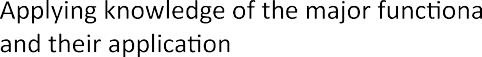 Applying knowledge of the major functiona
and their application